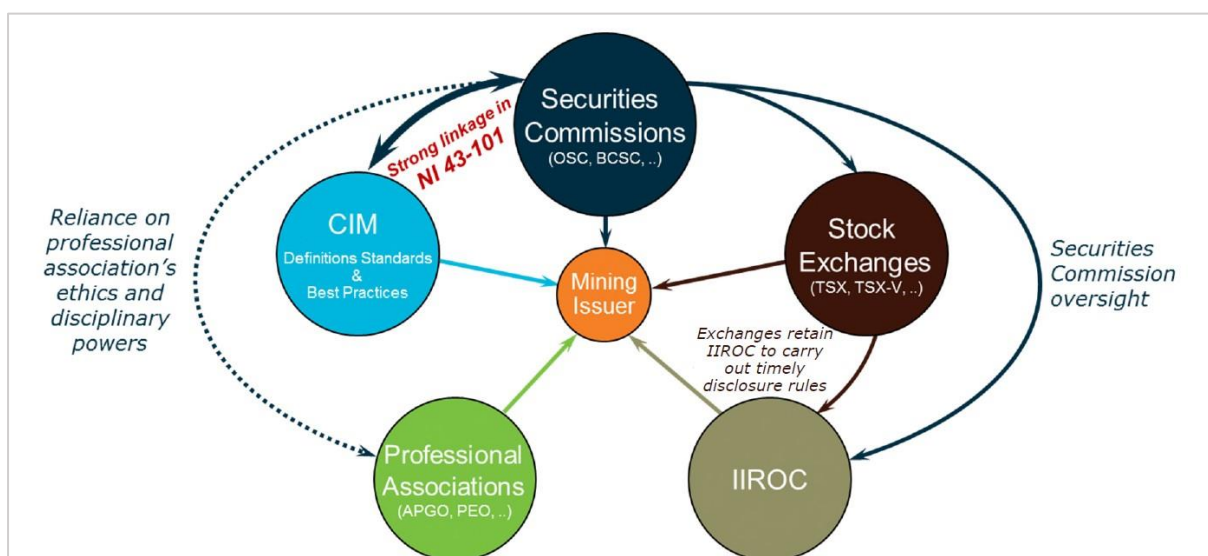 Securities
Commissions
(OSC, BCSC, ..)
Strong linkage in
NI 43-101
CIM
Definitions Standards
&
Best Practices
Reliance on
professional
association's
ethics and
disciplinary
powers
Mining
Issuer
Stock
Exchanges
(TSX, TSX-V, ..)
Securities
Commission
oversight
Exchanges retain
IIROC to carry
out timely
disclosure rules
Professional
Associations
(APGO, PEO, ..)
IIROC